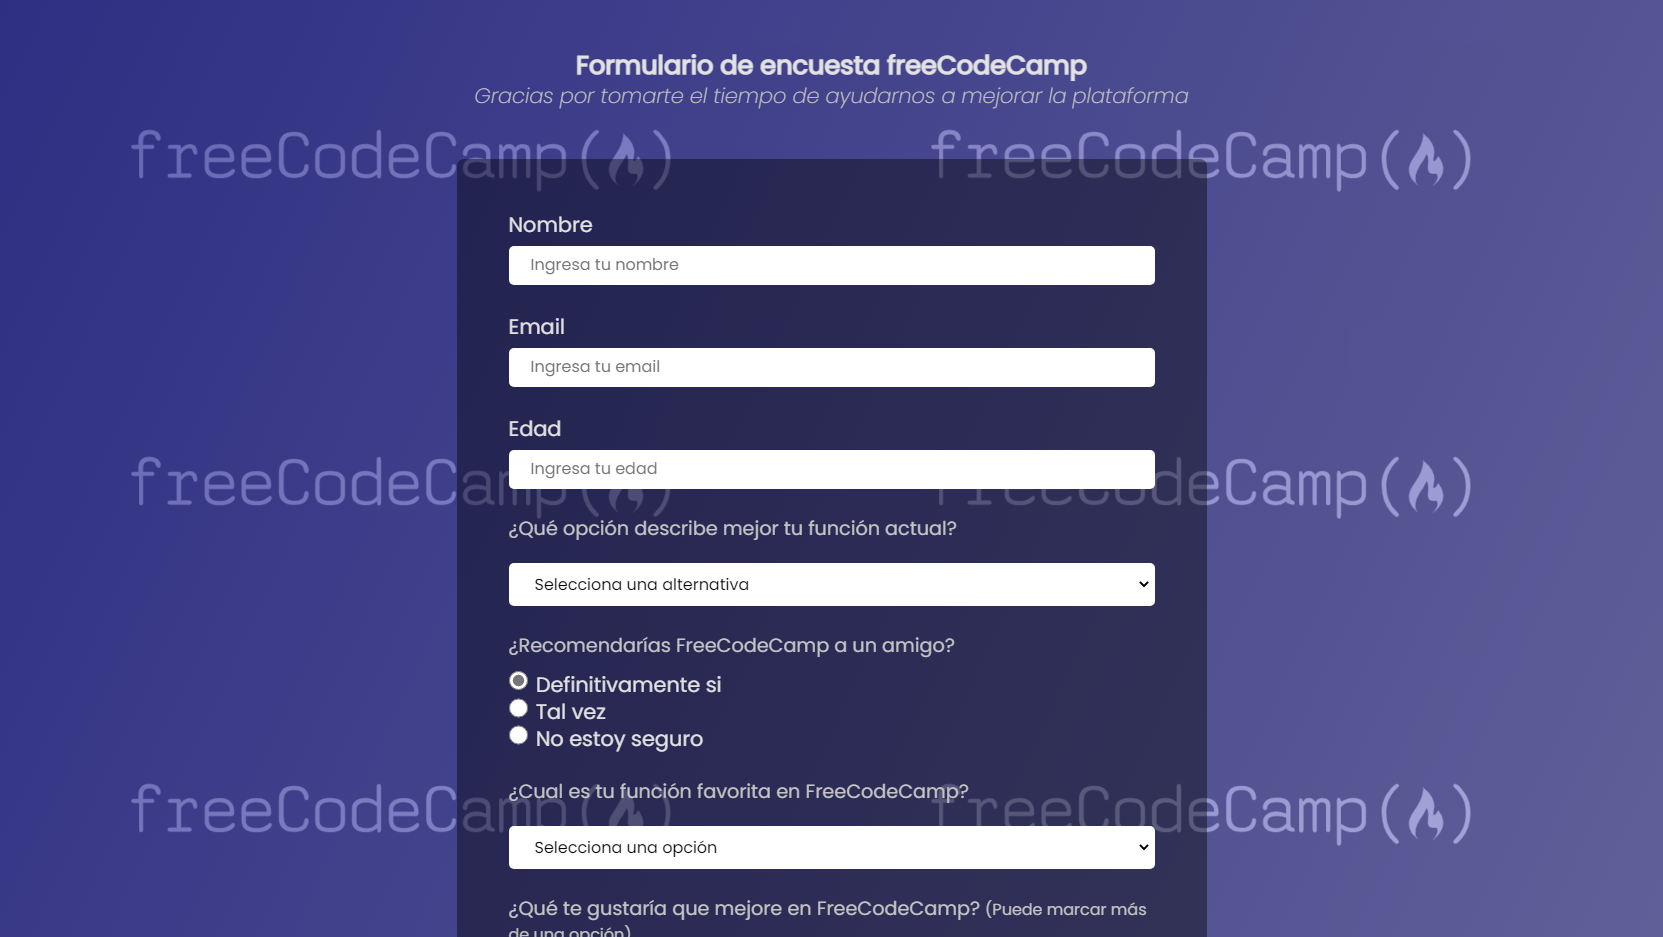 Formulario de encuesta freeCodeCamp
Gracias por tomarte el tiempo de ayudarnos a mejorar la plataforma
freeCodeCamp(🔥) freeCodeCamp(🔥)
Nombre
Ingresa tu nombre
Email
Ingresa tu email
Edad
Ingresa tu edad
freeCodeCamp(🔥) freeCodeCamp(🔥)
¿Qué opción describe mejor tu función actual?
Selecciona una alternativa
¿Recomendarías FreeCodeCamp a un amigo?
Definitivamente si
Tal vez
No estoy seguro
¿Cual es tu función favorita en FreeCodeCamp?
freeCodeCamp(🔥) freeCodeCamp(🔥)
Selecciona una opción
¿Qué te gustaría que mejore en FreeCodeCamp? (Puede marcar más
de una opción)